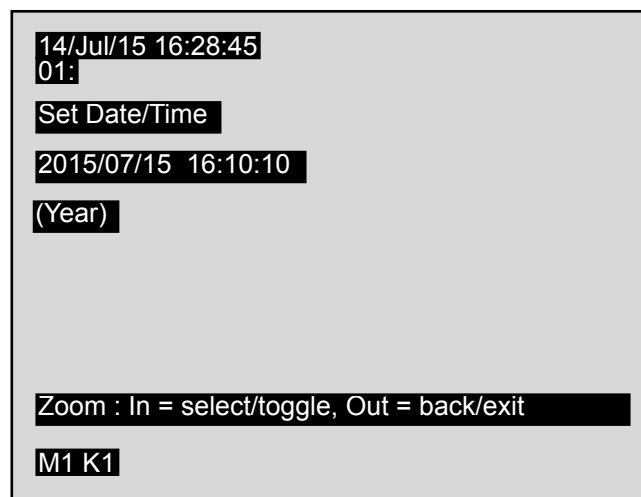 14/Jul/15 16:28:45
01:
Set Date/Time
2015/07/15  16:10:10
(Year)
Zoom : In = select/toggle, Out = back/exit
M1 K1